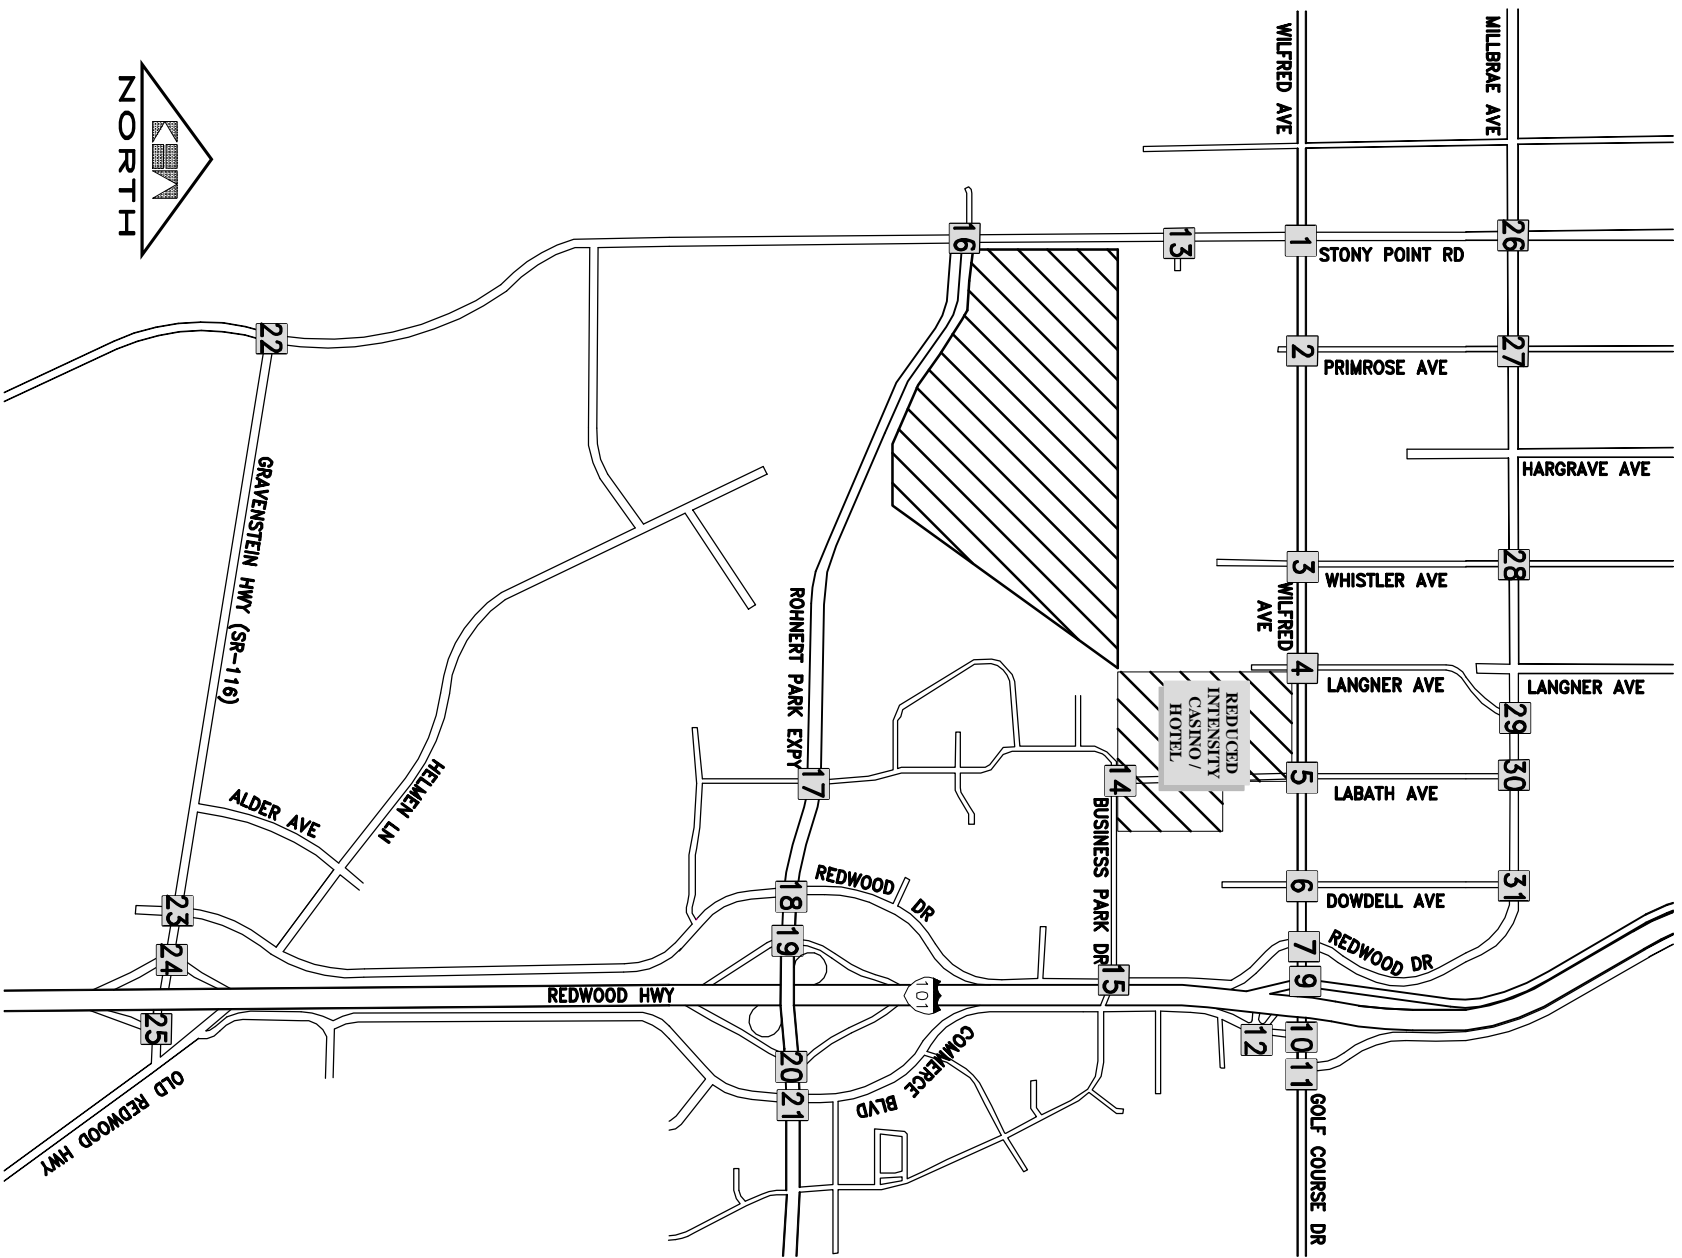 WILFRED AVE
MILLBRAE AVE
NORTH
16
13
1
STONY POINT RD
26
22
2
PRIMROSE AVE
27
HARGRAVE AVE
GRAVENSTEIN HWY (SR-116)
3
WHISTLER AVE
28
WILFRED
AVE
ROHNERT PARK EXPY
4
LANGNER AVE
LANGNER AVE
29
REDUCED
INTENSITY
CASINO /
HOTEL
17
14
5
LABATH AVE
30
HELMEN LN
ALDER AVE
BUSINESS PARK DR
18
REDWOOD DR
6
DOWDELL AVE
31
23
24
19
7
REDWOOD DR
15
9
REDWOOD HWY
101
25
12
10
20
11
21
COMMERCE BLVD
OLD REDWOOD HWY
GOLF COURSE DR